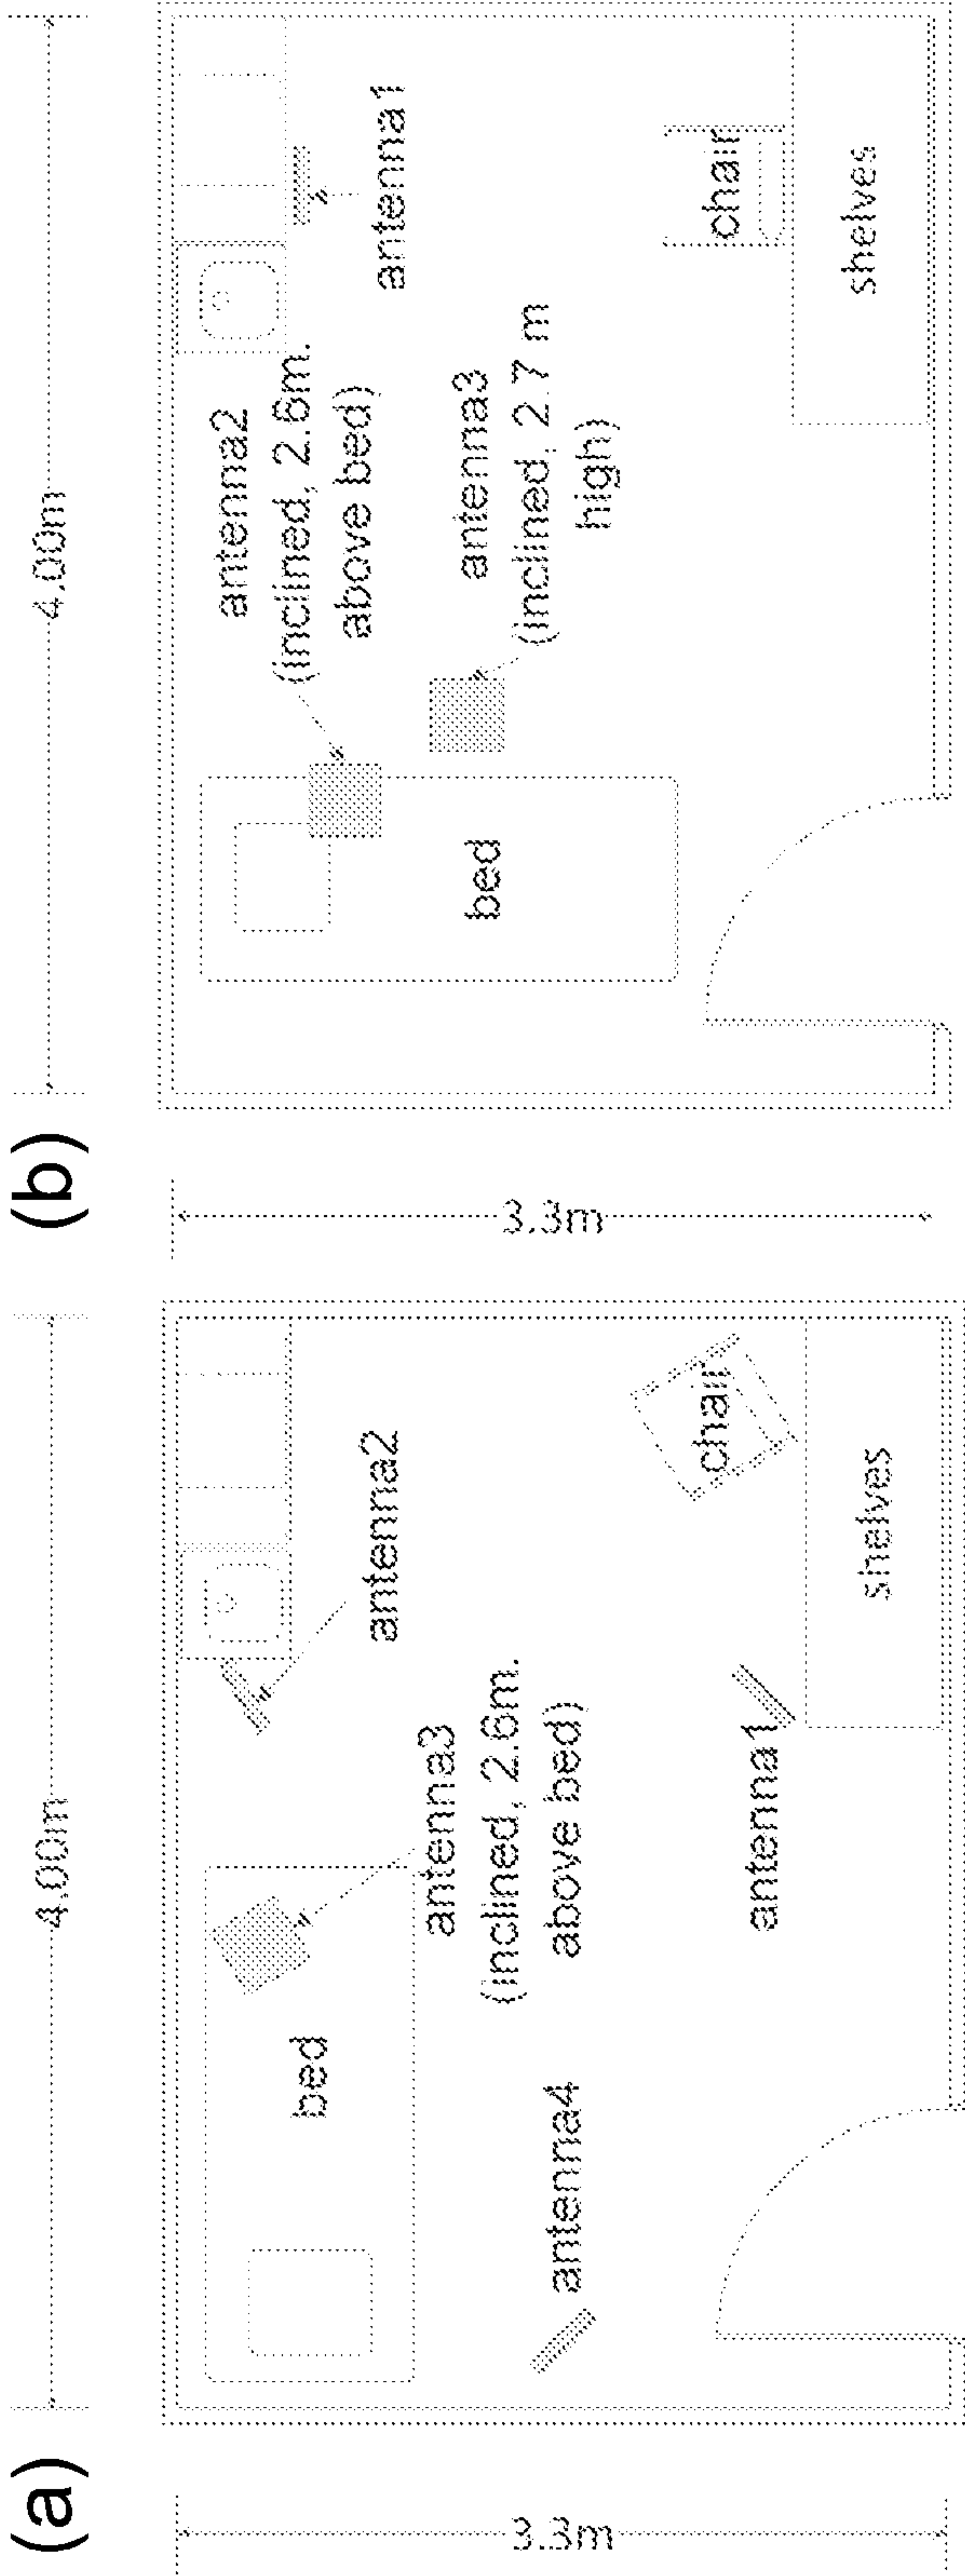 (a)
4.00m
3.3m
bed
antenna2
antenna3
(inclined, 2.6m.
above bed)
antenna4
antenna1
chair
shelves
(b)
4.00m
3.3m
antenna2
(inclined, 2.6m.
above bed)
antenna1
antenna3
(inclined, 2.7 m
high)
bed
chair
shelves